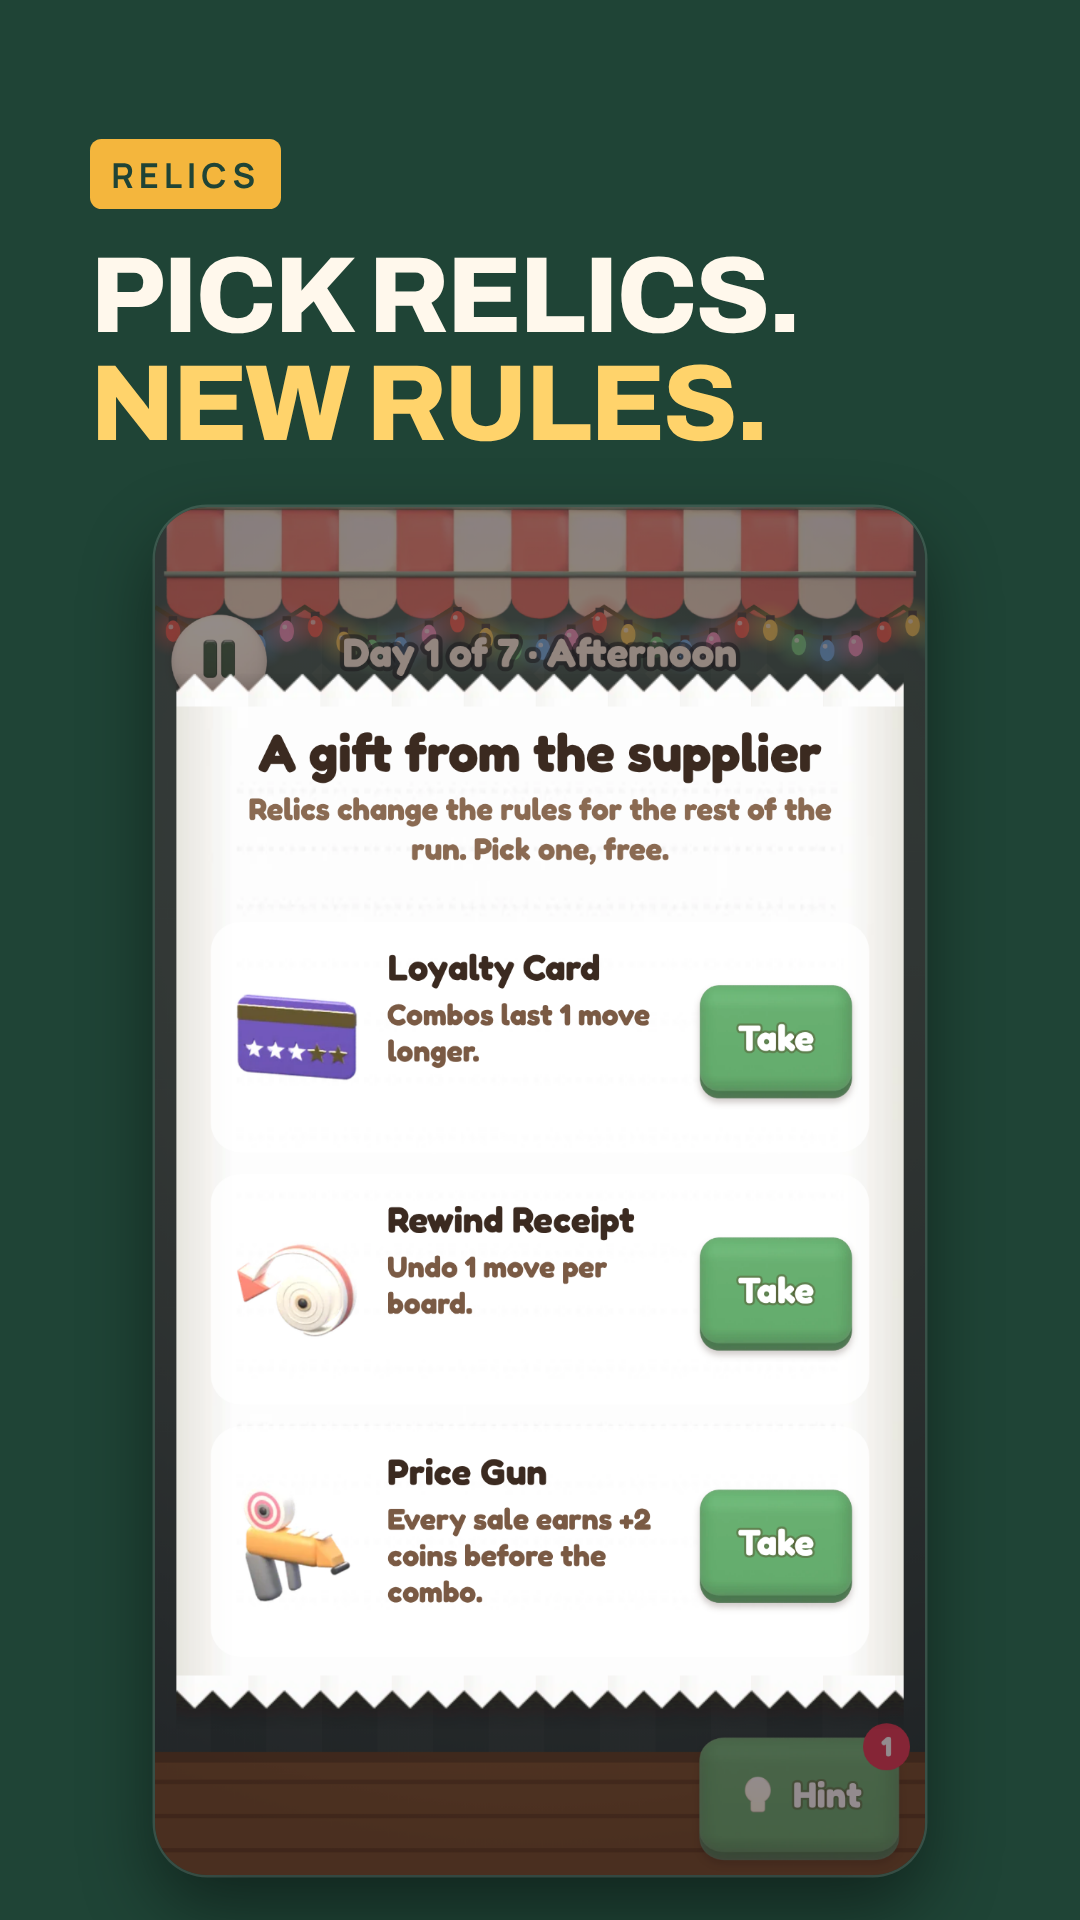 RELICS
PICK RELICS.
NEW RULES.
Day 1 of 7 · Afternoon
A gift from the supplier
Relics change the rules for the rest of the
run. Pick one, free.
Loyalty Card
Combos last 1 move
longer.
Take
Rewind Receipt
Undo 1 move per
board.
Take
Price Gun
Every sale earns +2
coins before the
combo.
Take
1
Hint